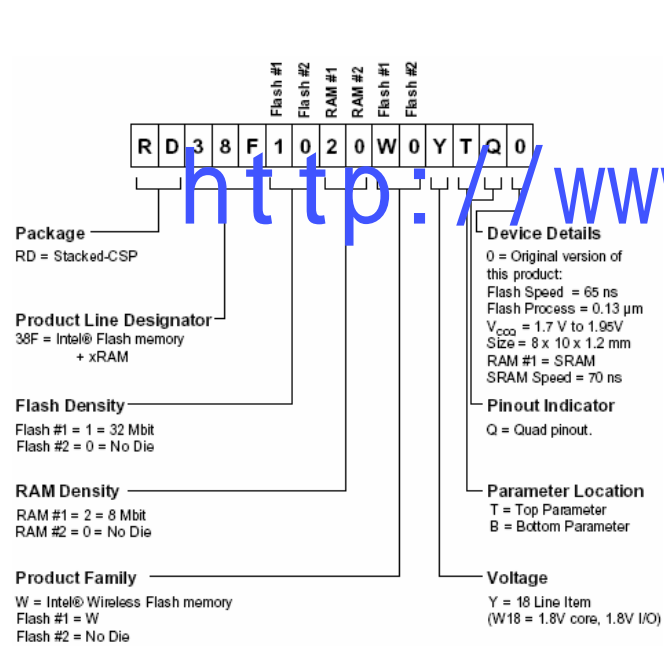 Flash #1
Flash #2
RAM #1
RAM #2
Flash #1
Flash #2
R D 3 8 F 1 0 2 0 W 0 Y T Q 0
http://www
Package
RD = Stacked-CSP
Product Line Designator
38F = Intel® Flash memory
+ xRAM
Flash Density
Flash #1 = 1 = 32 Mbit
Flash #2 = 0 = No Die
RAM Density
RAM #1 = 2 = 8 Mbit
RAM #2 = 0 = No Die
Product Family
W = Intel® Wireless Flash memory
Flash #1 = W
Flash #2 = No Die
Device Details
0 = Original version of
this product:
Flash Speed = 65 ns
Flash Process = 0.13 µm
VCCQ = 1.7 V to 1.95V
Size = 8 x 10 x 1.2 mm
RAM #1 = SRAM
SRAM Speed = 70 ns
Pinout Indicator
Q = Quad pinout.
Parameter Location
T = Top Parameter
B = Bottom Parameter
Voltage
Y = 18 Line Item
(W18 = 1.8V core, 1.8V I/O)